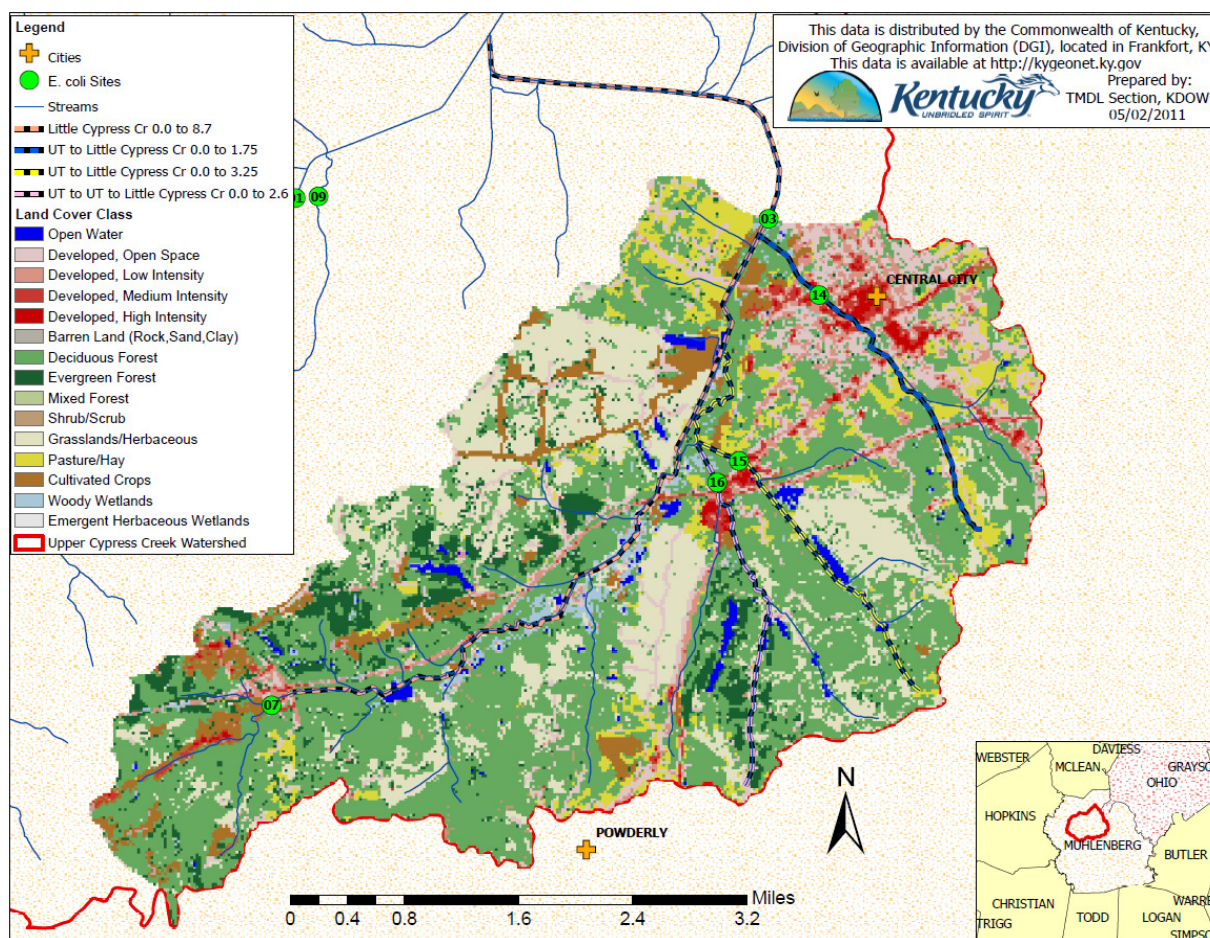 Legend
Cities
E. coli Sites
Streams
Little Cypress Cr 0.0 to 8.7
UT to Little Cypress Cr 0.0 to 1.75
UT to Little Cypress Cr 0.0 to 3.25
UT to UT to Little Cypress Cr 0.0 to 2.6
Land Cover Class
Open Water
Developed, Open Space
Developed, Low Intensity
Developed, Medium Intensity
Developed, High Intensity
Barren Land (Rock,Sand,Clay)
Deciduous Forest
Evergreen Forest
Mixed Forest
Shrub/Scrub
Grasslands/Herbaceous
Pasture/Hay
Cultivated Crops
Woody Wetlands
Emergent Herbaceous Wetlands
Upper Cypress Creek Watershed
This data is distributed by the Commonwealth of Kentucky,
Division of Geographic Information (DGI), located in Frankfort, KY
This data is available at http://kygeonet.ky.gov
Kentucky
UNBRIDLED SPIRIT
Prepared by:
TMDL Section, KDOW
05/02/2011
01 09
03
CENTRAL CITY
14
15
16
07
POWDERLY
N
Miles
0 0.4 0.8 1.6 2.4 3.2
WEBSTER
DAVIESS
MCLEAN
GRAYSO
OHIO
HOPKINS
MUHLENBERG
BUTLER
CHRISTIAN
WARRE
TRIGG
TODD
LOGAN
SIMPSO